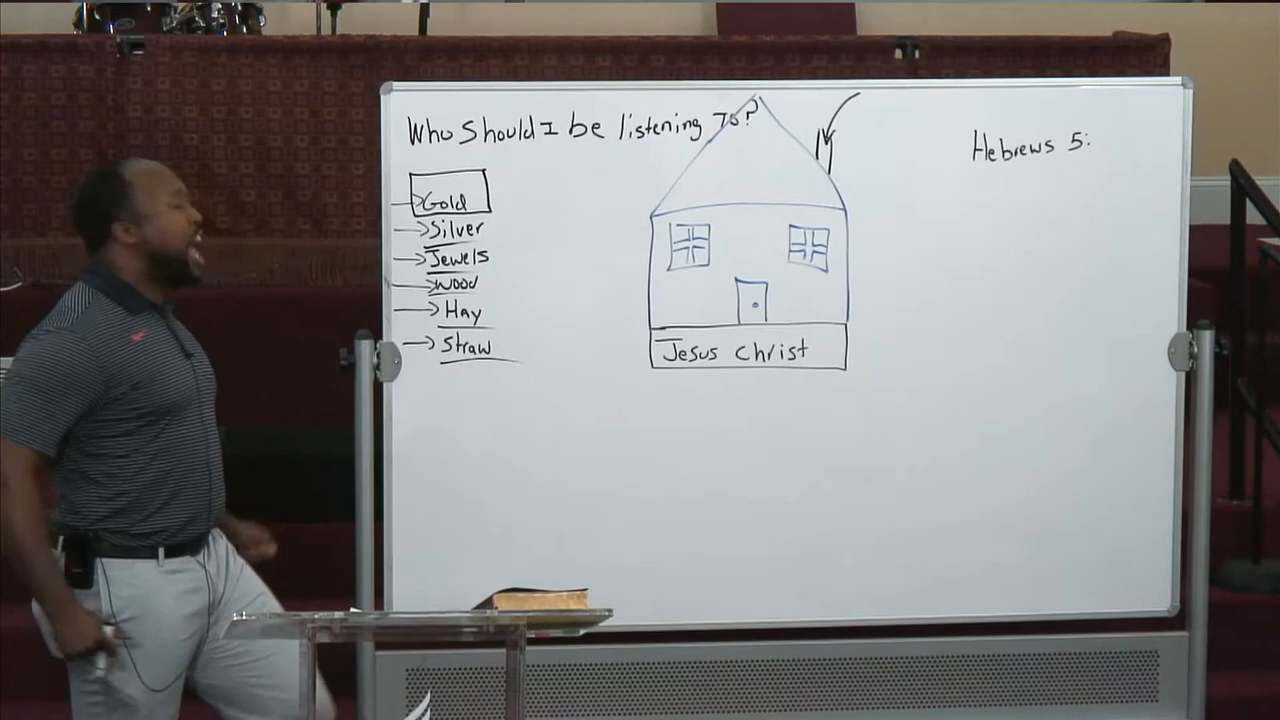 Who Should I be listening To?
Hebrews 5:
Gold
Silver
Jewels
Wood
Hay
Straw
Jesus Christ